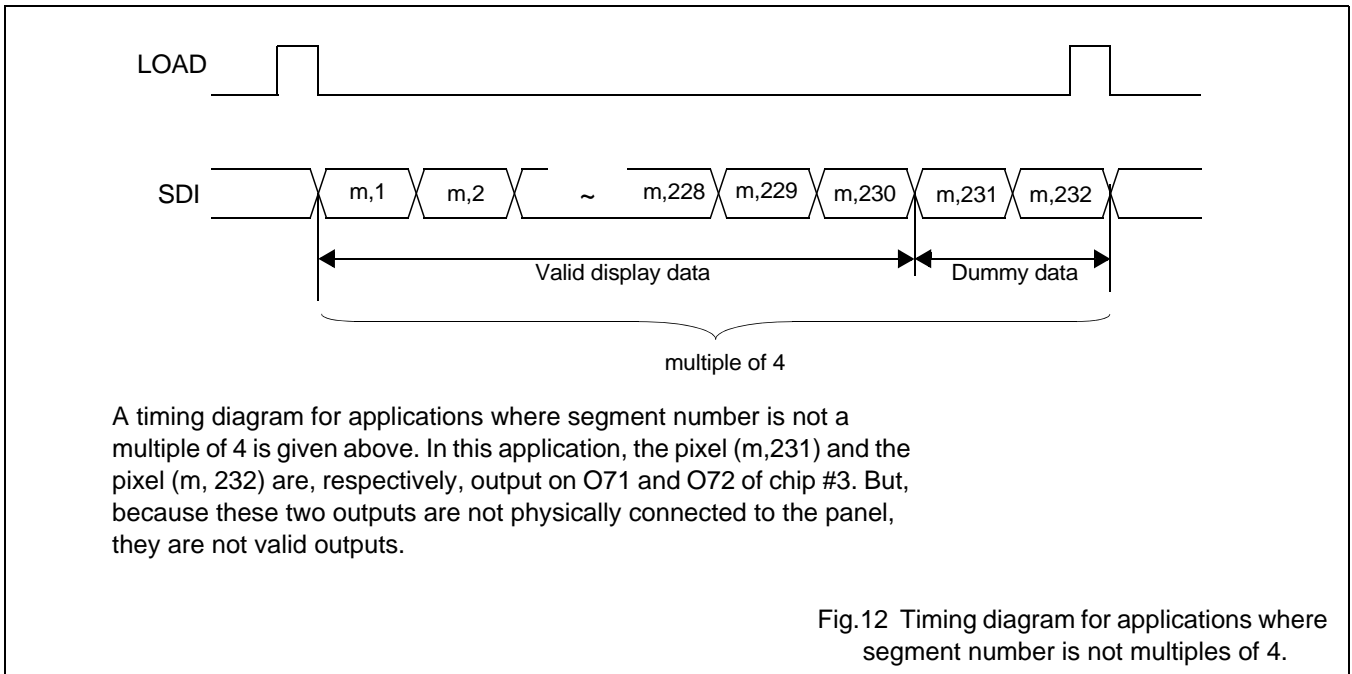 LOAD
SDI
m,1 m,2 ~ m,228 m,229 m,230 m,231 m,232
Valid display data Dummy data
multiple of 4
A timing diagram for applications where segment number is not a
multiple of 4 is given above. In this application, the pixel (m,231) and the
pixel (m, 232) are, respectively, output on O71 and O72 of chip #3. But,
because these two outputs are not physically connected to the panel,
they are not valid outputs.
Fig.12 Timing diagram for applications where
segment number is not multiples of 4.